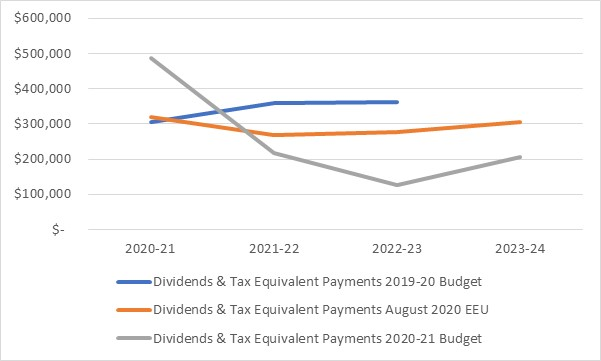 $600,000
$500,000
$400,000
$300,000
$200,000
$100,000
$-
2020-21 2021-22 2022-23 2023-24
Dividends & Tax Equivalent Payments 2019-20 Budget
Dividends & Tax Equivalent Payments August 2020 EEU
Dividends & Tax Equivalent Payments 2020-21 Budget